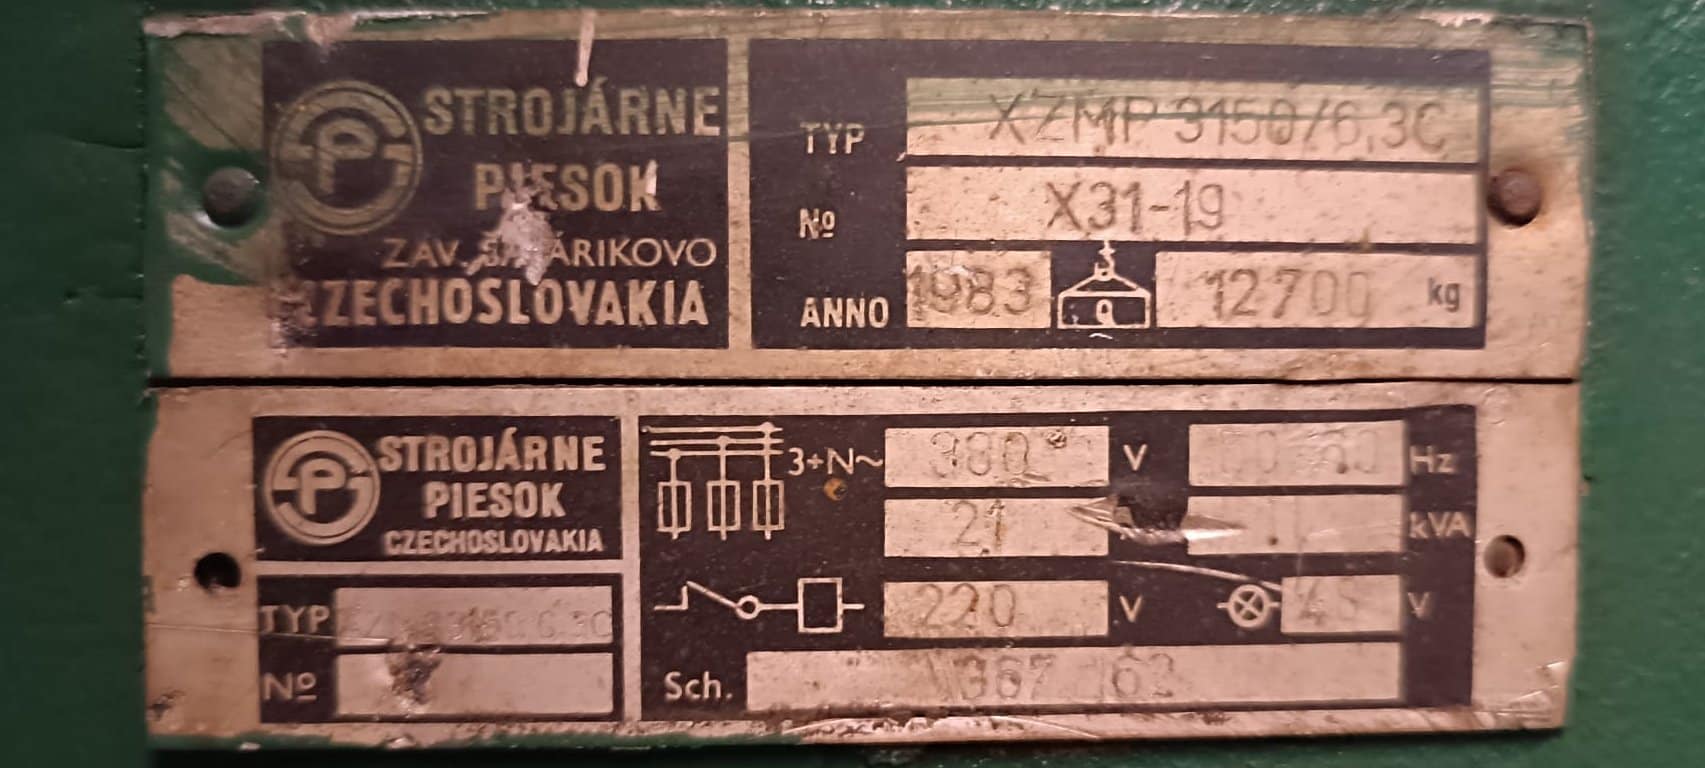 STROJÁRNE
PIESOK
ZAV. ŠAFÁRIKOVO
CZECHOSLOVAKIA
TYP XZMP 3150/6,3C
Nº X31-19
ANNO 1983 Q 12700 kg
STROJÁRNE
PIESOK
CZECHOSLOVAKIA
TYP
Nº
3+N~ 380 V Hz
21 kVA
220 V V
Sch.